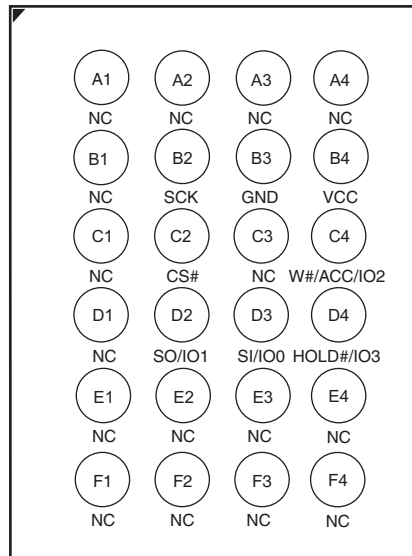 A1 A2 A3 A4
NC NC NC NC
B1 B2 B3 B4
NC SCK GND VCC
C1 C2 C3 C4
NC CS# NC W#/ACC/IO2
D1 D2 D3 D4
NC SO/IO1 SI/IO0 HOLD#/IO3
E1 E2 E3 E4
NC NC NC NC
F1 F2 F3 F4
NC NC NC NC